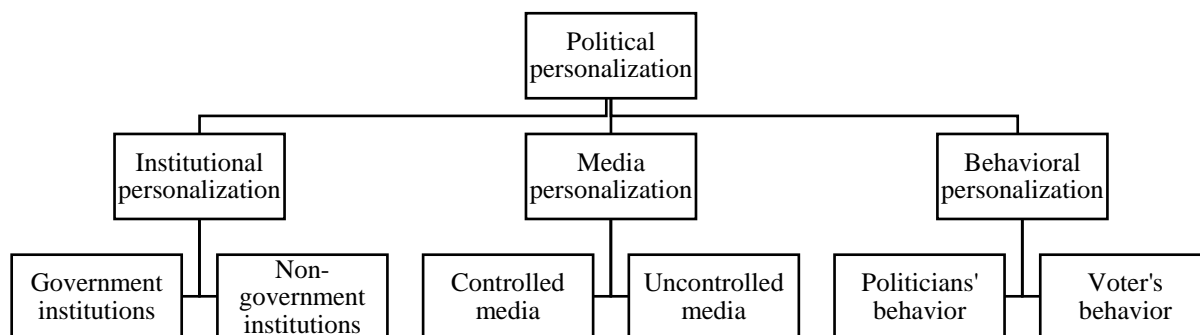 Political
personalization
Institutional
personalization
Media
personalization
Behavioral
personalization
Government
institutions
Non-
government
institutions
Controlled
media
Uncontrolled
media
Politicians'
behavior
Voter's
behavior